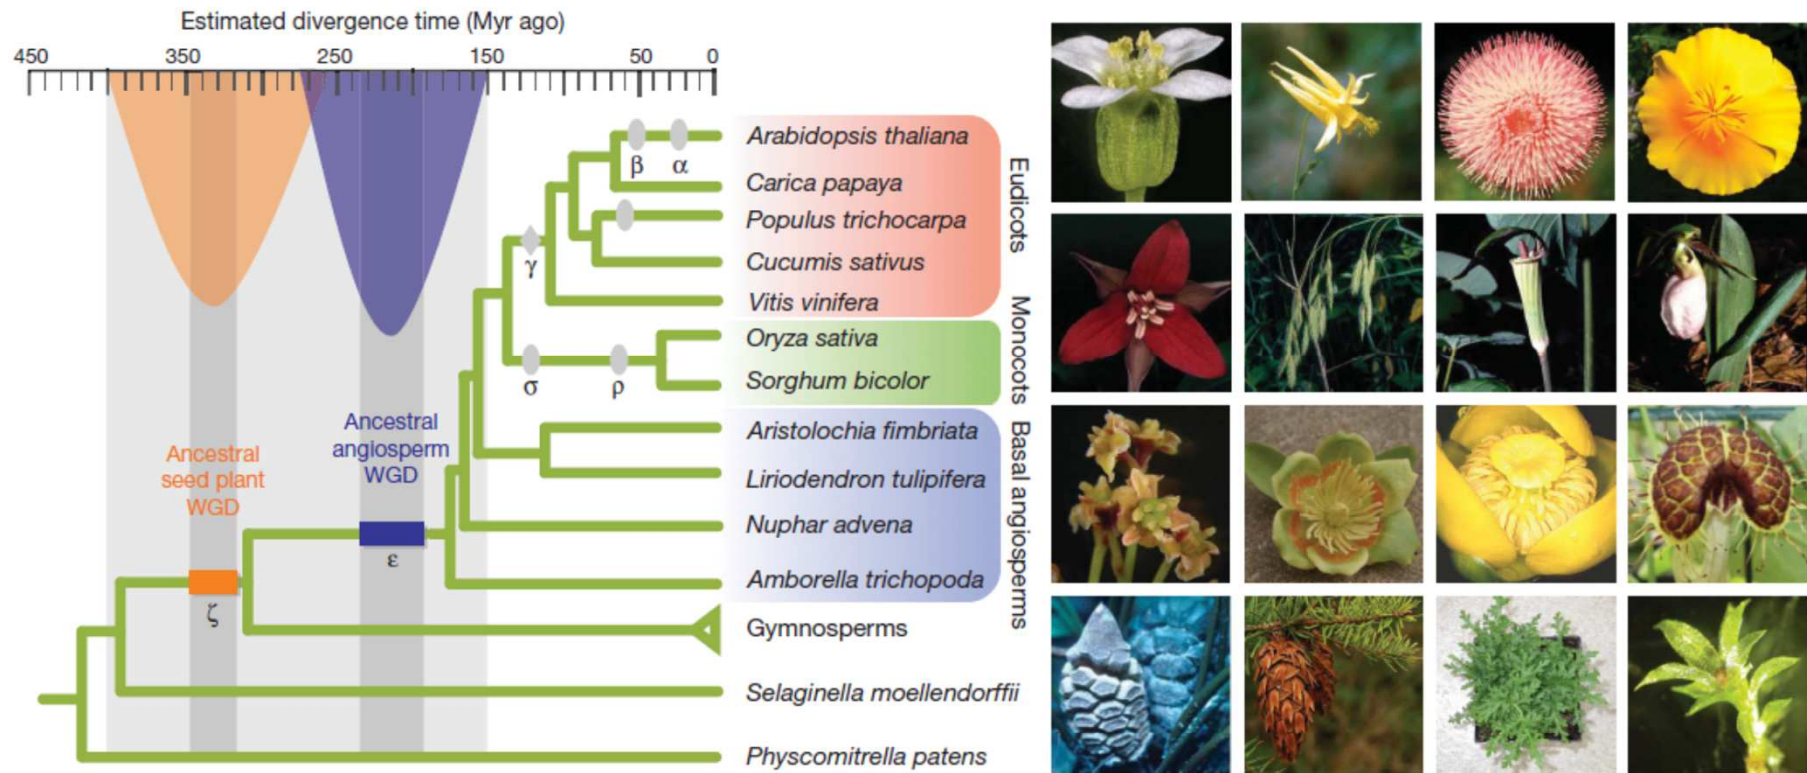 Estimated divergence time (Myr ago)
450 350 250 150 50 0
Arabidopsis thaliana
β α
Carica papaya
Populus trichocarpa
γ
Cucumis sativus
Vitis vinifera
Eudicots
Oryza sativa
σ ρ
Sorghum bicolor
Monocots
Aristolochia fimbriata
Liriodendron tulipifera
Nuphar advena
Amborella trichopoda
Basal angiosperms
Ancestral
angiosperm
WGD
ε
Ancestral
seed plant
WGD
ζ
Gymnosperms
Selaginella moellendorffii
Physcomitrella patens